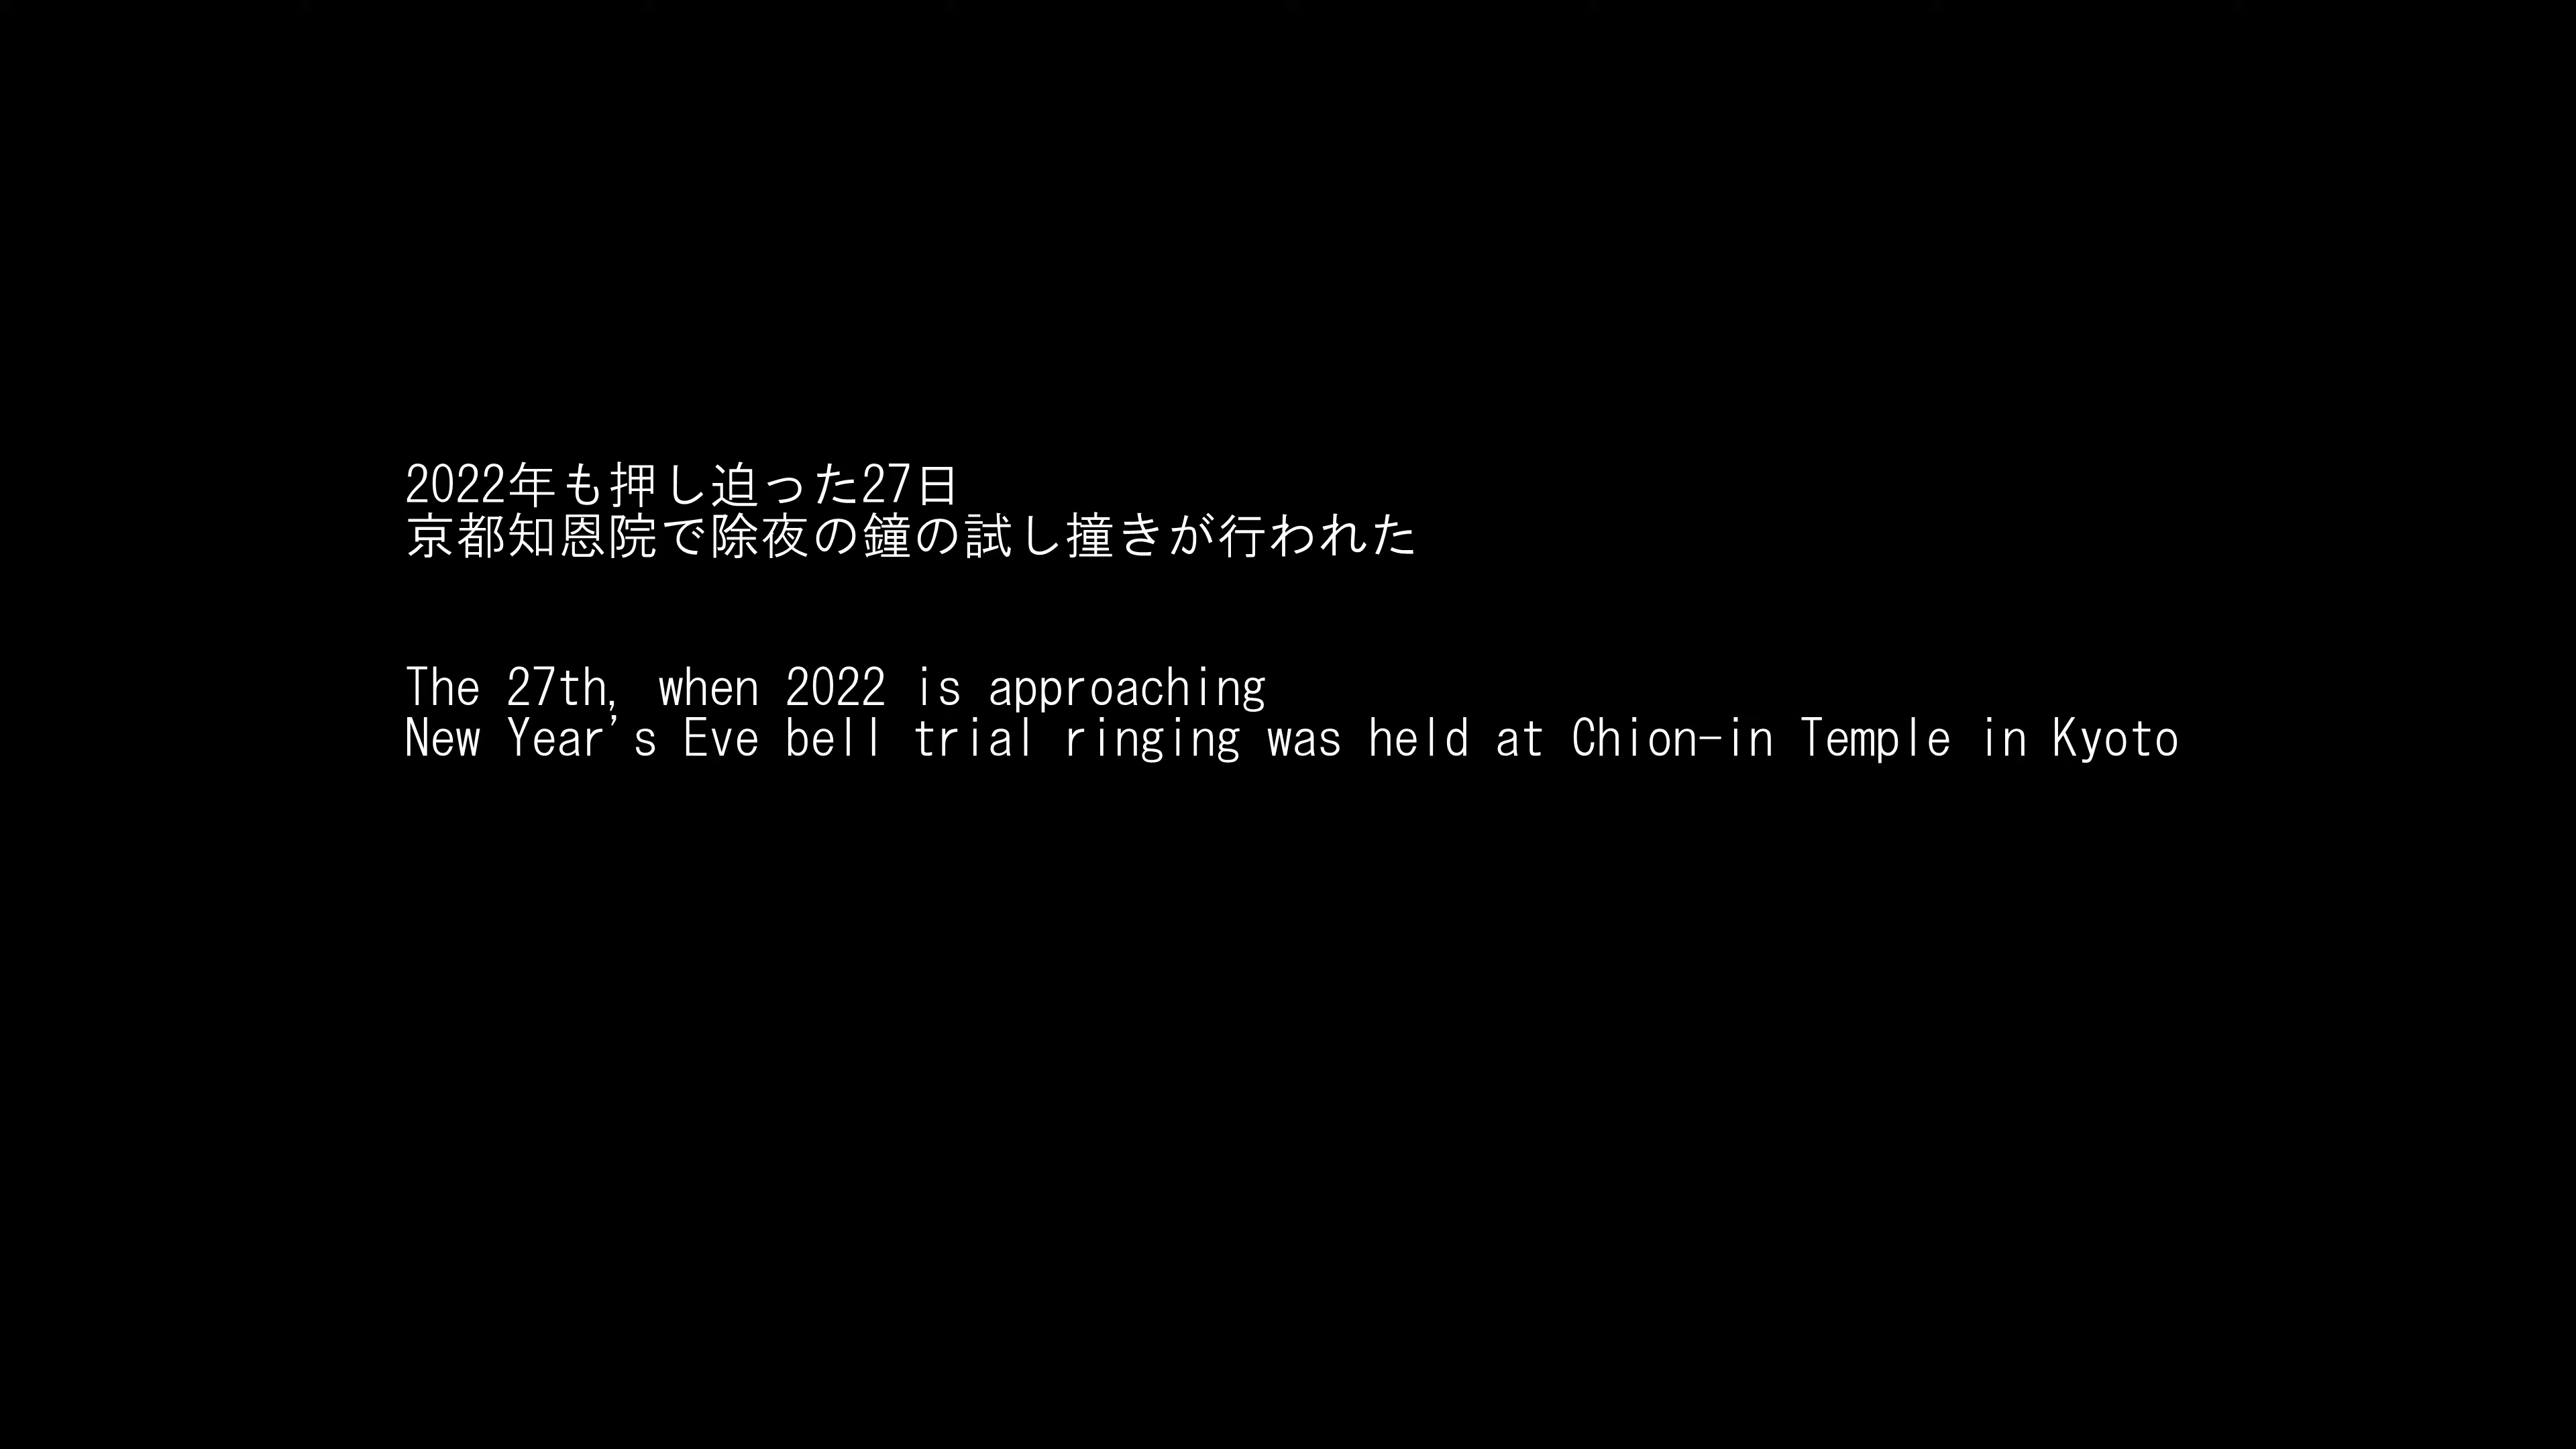 2022年も押し迫った27日
京都知恩院で除夜の鐘の試し撞きが行われた
The 27th, when 2022 is approaching
New Year's Eve bell trial ringing was held at Chion-in Temple in Kyoto